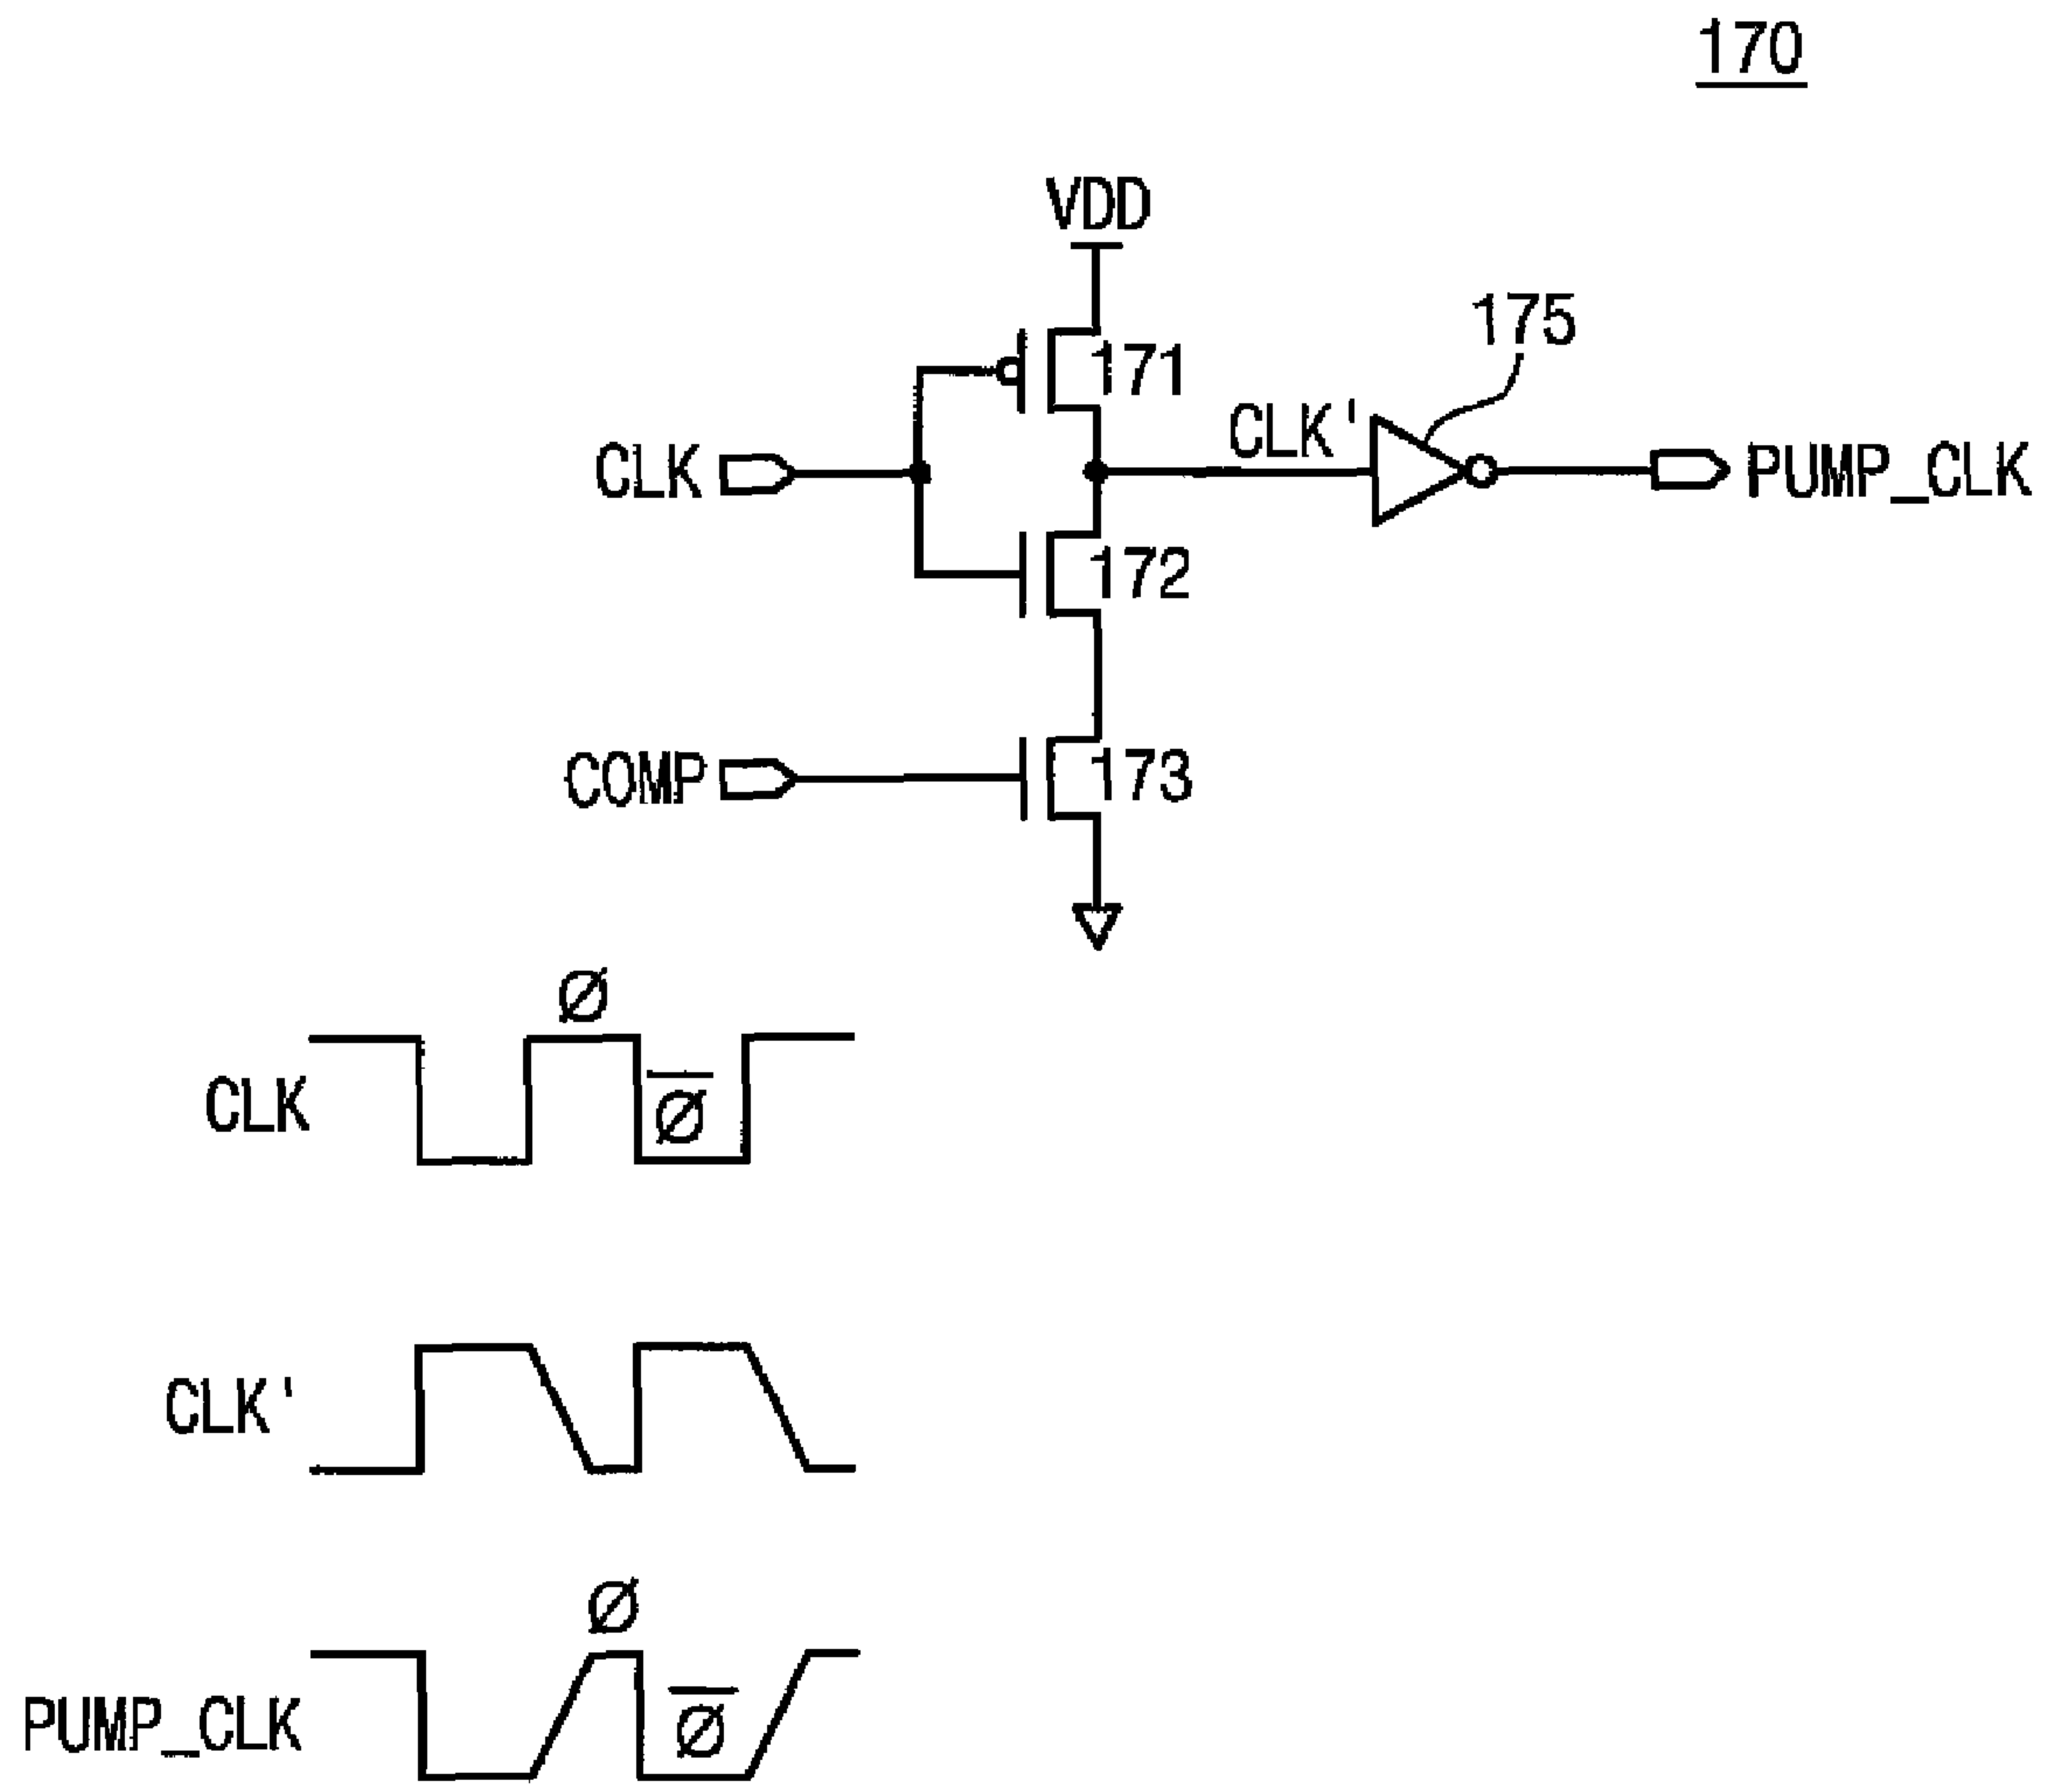 170
VDD
175
171
CLK'
CLK
PUMP_CLK
172
COMP
173
Ø
CLK
Ø̅
CLK'
Ø
PUMP_CLK
Ø̅